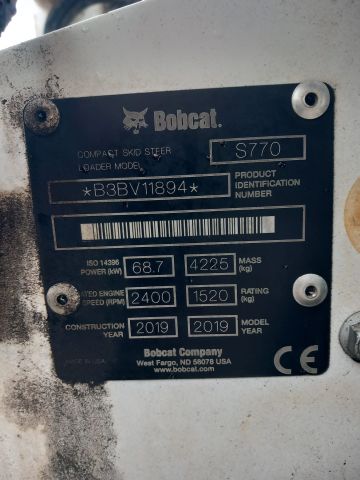 Bobcat.
COMPACT SKID STEER S770
LOADER MODEL
*B3BV11894* PRODUCT IDENTIFICATION NUMBER
ISO 14396 POWER (kW) 68.7 4225 MASS (kg)
RATED ENGINE SPEED (RPM) 2400 1520 RATING (kg)
CONSTRUCTION YEAR 2019 2019 MODEL YEAR
Bobcat Company
West Fargo, ND 58078 USA
www.bobcat.com
MADE IN USA
CE